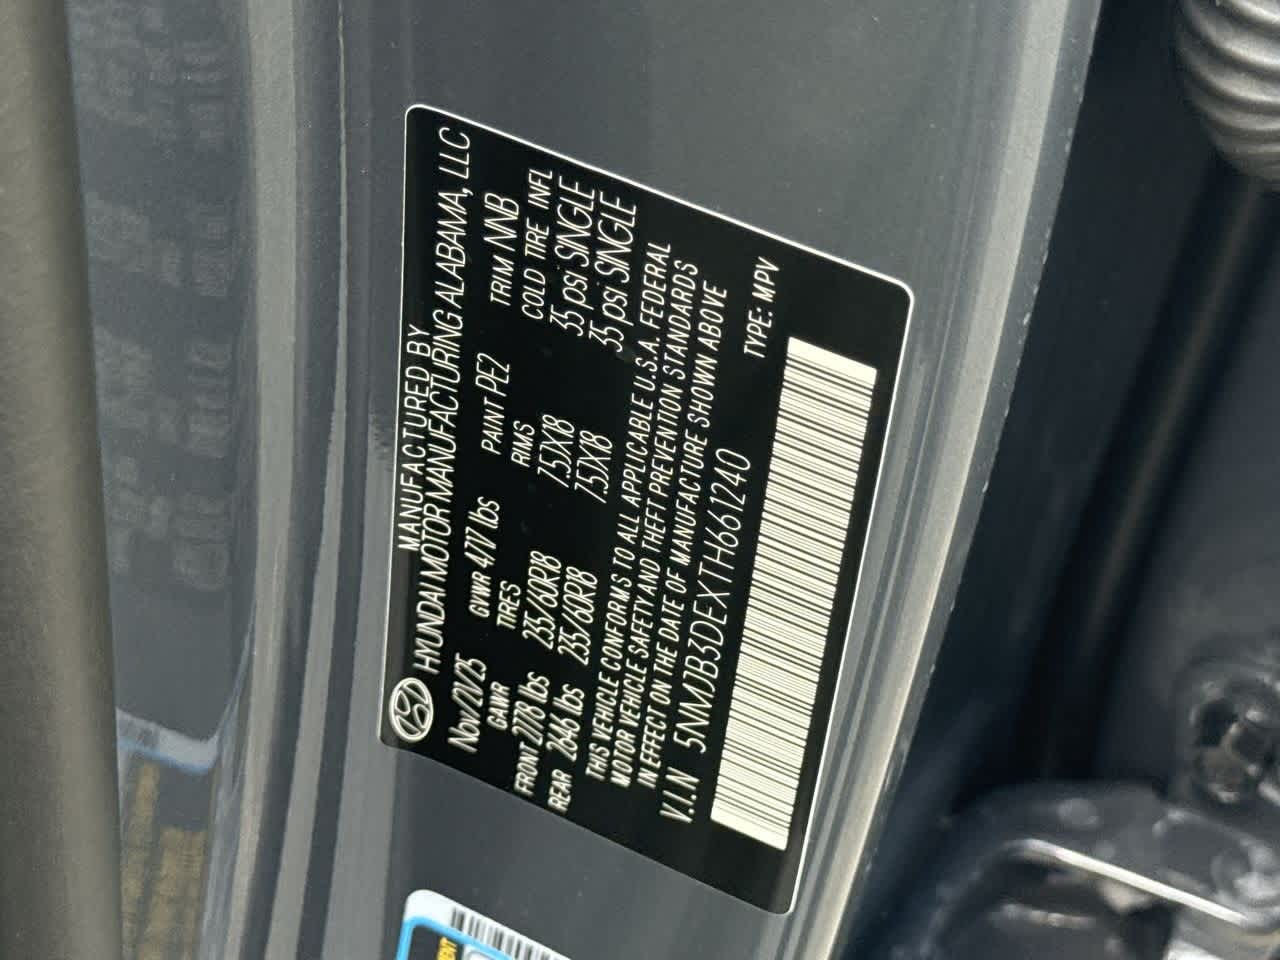 MANUFACTURED BY
HYUNDAI MOTOR MANUFACTURING ALABAMA, LLC
Nov/21/25 GVWR 4717 lbs PAINT PE2 TRIM NNB
GAWR TIRES RIMS COLD TIRE INFL
FRONT 2778 lbs 235/60R18 7.5JX18 35 psi SINGLE
REAR 2646 lbs 235/60R18 7.5JX18 35 psi SINGLE
THIS VEHICLE CONFORMS TO ALL APPLICABLE U.S.A. FEDERAL
MOTOR VEHICLE SAFETY AND THEFT PREVENTION STANDARDS
IN EFFECT ON THE DATE OF MANUFACTURE SHOWN ABOVE
V.I.N 5NMJB3DEXTH661240 TYPE: MPV